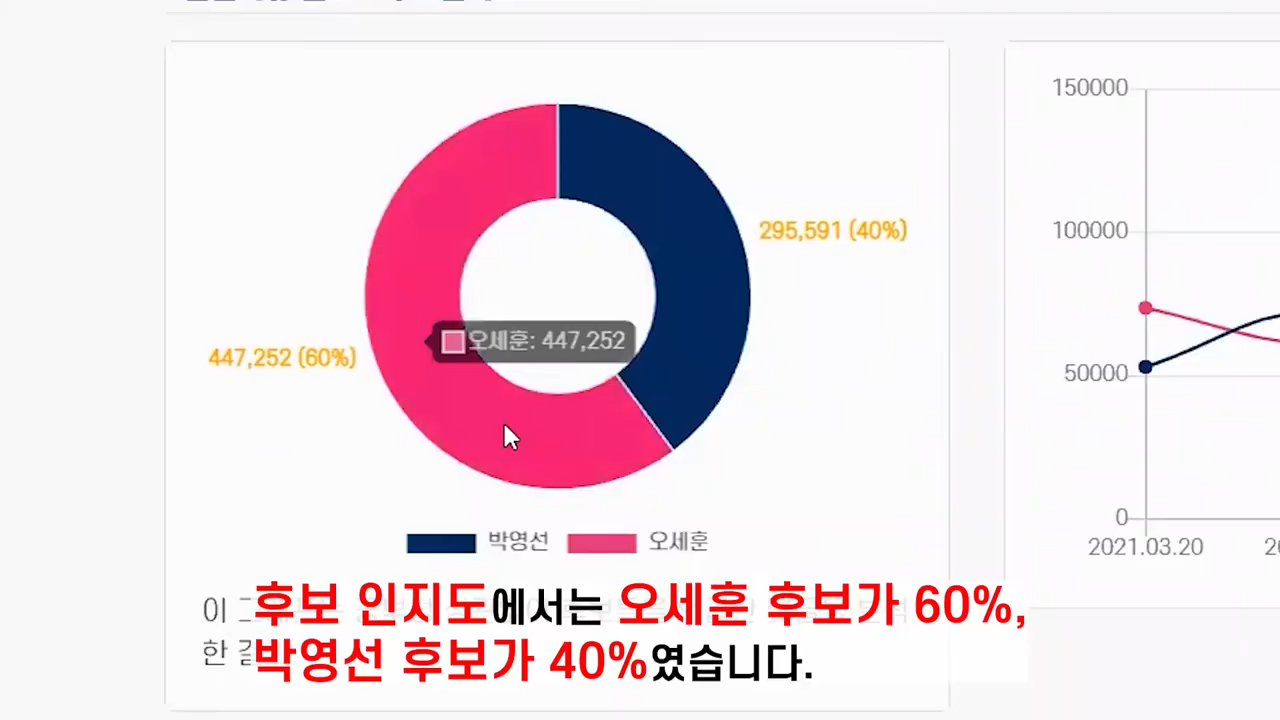 150000
100000
50000
0
2021.03.20
295,591 (40%)
447,252 (60%)
오세훈: 447,252
박영선 오세훈
이
후보 인지도에서는 오세훈 후보가 60%,
한
박영선 후보가 40%였습니다.